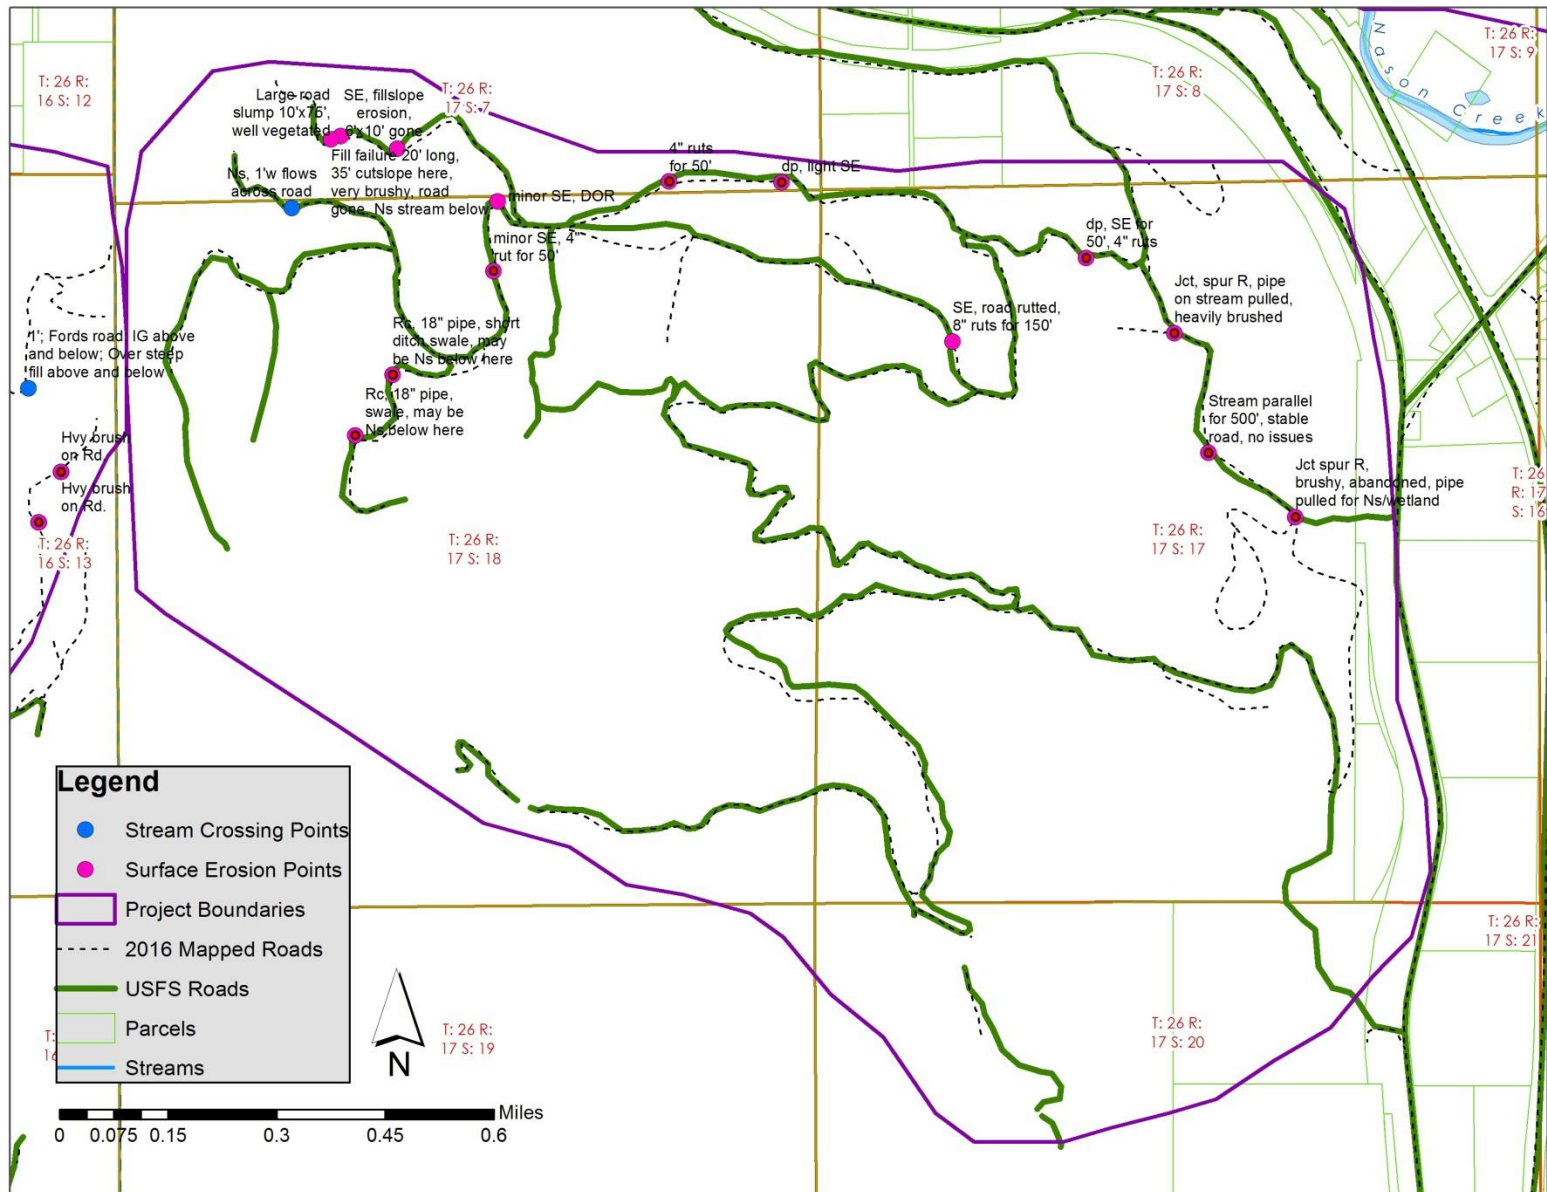 T: 26 R:
16 S: 12
T: 26 R:
17 S: 7
T: 26 R:
17 S: 8
T: 26 R:
17 S: 9
Nason Creek
Large road
slump 10'x75',
well vegetated
SE, fillslope
erosion,
6'x10' gone
Fill failure 20' long,
35' cutslope here,
very brushy, road
gone, Ns stream below
Ns, 1'w flows
across road
minor SE, DOR
minor SE, 4"
rut for 50'
4" ruts
for 50'
dp, light SE
dp, SE for
50', 4" ruts
Jct, spur R, pipe
on stream pulled,
heavily brushed
SE, road rutted,
8" ruts for 150'
Rc, 18" pipe, short
ditch swale, may
be Ns below here
Rc, 18" pipe,
swale, may be
Ns below here
1'; Fords road; IG above
and below; Over steep
fill above and below
Hvy brush
on Rd.
Hvy brush
on Rd.
Stream parallel
for 500', stable
road, no issues
Jct spur R,
brushy, abandoned, pipe
pulled for Ns/wetland
T: 26 R:
16 S: 13
T: 26 R:
17 S: 18
T: 26 R:
17 S: 17
T: 26
R: 17
S: 16
T: 26 R:
17 S: 19
T: 26 R:
17 S: 20
T: 26 R:
17 S: 21
Legend
Stream Crossing Points
Surface Erosion Points
Project Boundaries
2016 Mapped Roads
USFS Roads
Parcels
Streams
N
Miles
0 0.075 0.15 0.3 0.45 0.6